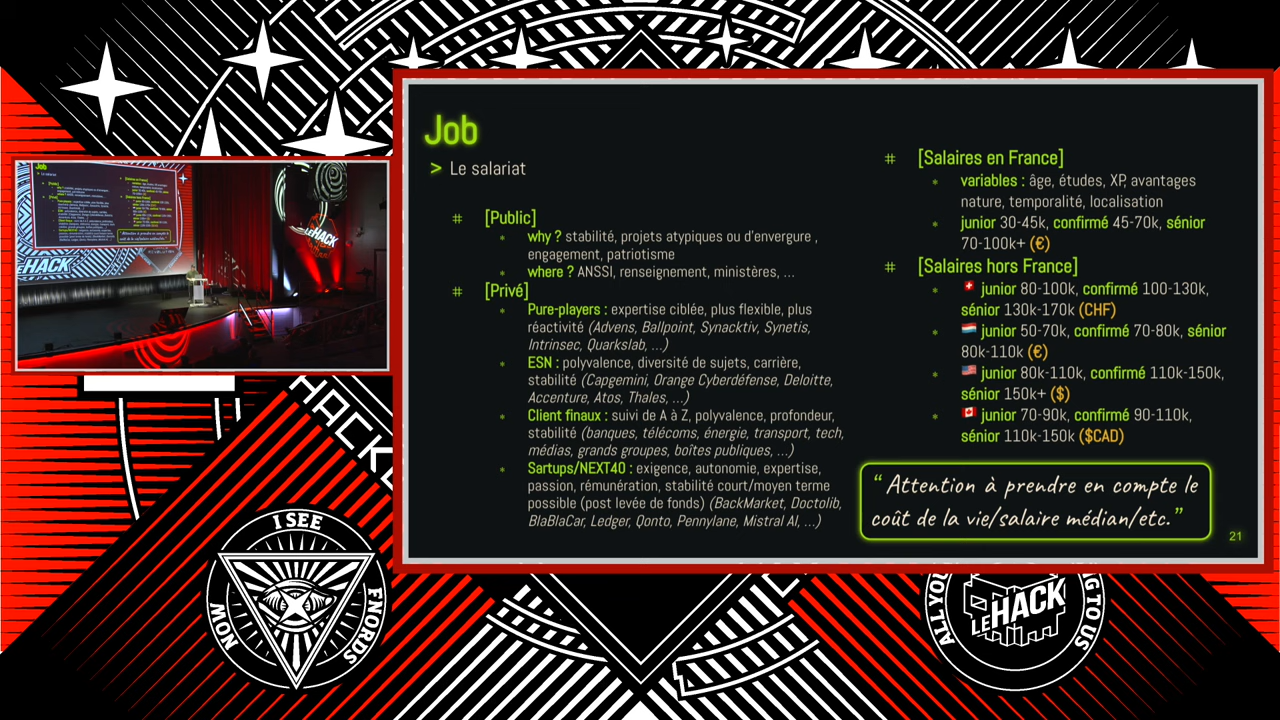 Job
> Le salariat
# [Public]
* why ? stabilité, projets atypiques ou d'envergure ,
engagement, patriotisme
* where ? ANSSI, renseignement, ministères, …
# [Privé]
* Pure-players : expertise ciblée, plus flexible, plus
réactivité (Advens, Ballpoint, Synacktiv, Synetis,
Intrinsec, Quarkslab, …)
* ESN : polyvalence, diversité de sujets, carrière,
stabilité (Capgemini, Orange Cyberdéfense, Deloitte,
Accenture, Atos, Thales, …)
* Client finaux : suivi de A à Z, polyvalence, profondeur,
stabilité (banques, télécoms, énergie, transport, tech,
médias, grands groupes, boîtes publiques, …)
* Sartups/NEXT40 : exigence, autonomie, expertise,
passion, rémunération, stabilité court/moyen terme
possible (post levée de fonds) (BackMarket, Doctolib,
BlaBlaCar, Ledger, Qonto, Pennylane, Mistral AI, …)
# [Salaires en France]
* variables : âge, études, XP, avantages
nature, temporalité, localisation
* junior 30-45k, confirmé 45-70k, sénior
70-100k+ (€)
# [Salaires hors France]
* junior 80-100k, confirmé 100-130k,
sénior 130k-170k (CHF)
* junior 50-70k, confirmé 70-80k, sénior
80k-110k (€)
* junior 80k-110k, confirmé 110k-150k,
sénior 150k+ ($)
* junior 70-90k, confirmé 90-110k,
sénior 110k-150k ($CAD)
“ Attention à prendre en compte le
coût de la vie/salaire médian/etc.”
21
HACK
I SEE
FNORDS
NOW
ALL YO
G TO US
LEHACK